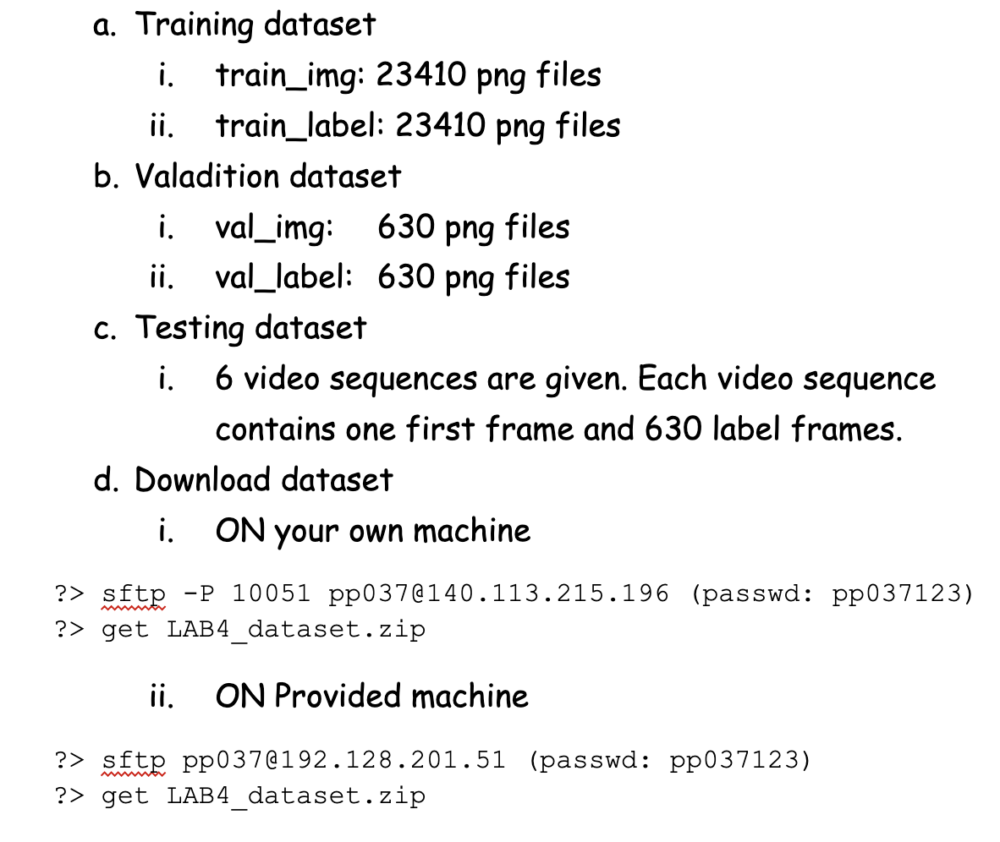 a. Training dataset
i. train_img: 23410 png files
ii. train_label: 23410 png files
b. Valadition dataset
i. val_img: 630 png files
ii. val_label: 630 png files
c. Testing dataset
i. 6 video sequences are given. Each video sequence
contains one first frame and 630 label frames.
d. Download dataset
i. ON your own machine
?> sftp -P 10051 pp037@140.113.215.196 (passwd: pp037123)
?> get LAB4_dataset.zip
ii. ON Provided machine
?> sftp pp037@192.128.201.51 (passwd: pp037123)
?> get LAB4_dataset.zip